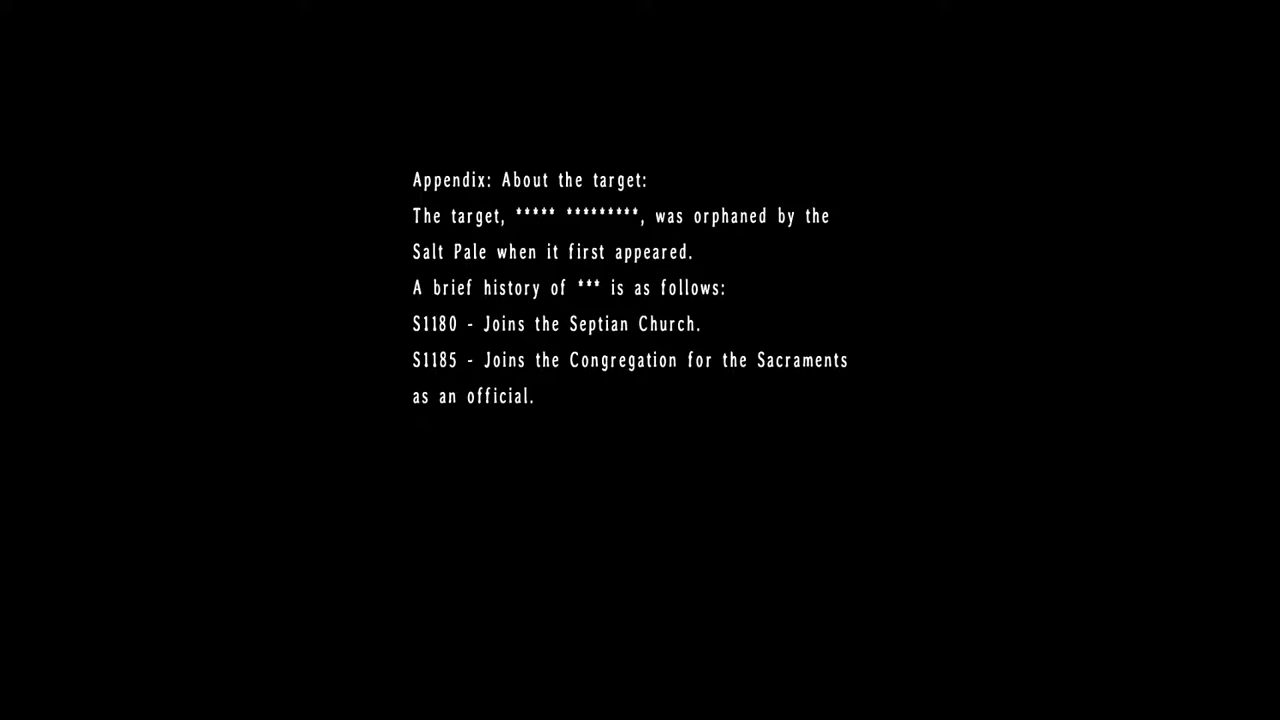 Appendix: About the target:
The target, ***** *********, was orphaned by the
Salt Pale when it first appeared.
A brief history of *** is as follows:
S1180 - Joins the Septian Church.
S1185 - Joins the Congregation for the Sacraments
as an official.